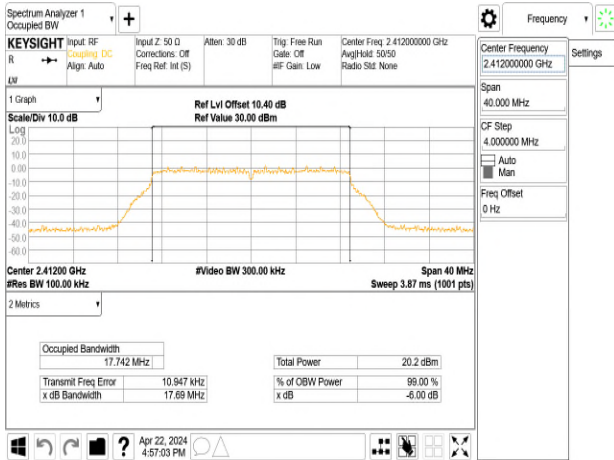 Spectrum Analyzer 1
Occupied BW
+
Frequency
KEYSIGHT
R
Input: RF
Coupling: DC
Align: Auto
Input Z: 50 Ω
Corrections: Off
Freq Ref: Int (S)
Atten: 30 dB
Trig: Free Run
Gate: Off
#IF Gain: Low
Center Freq: 2.412000000 GHz
Avg|Hold: 50/50
Radio Std: None
Center Frequency
2.412000000 GHz
Settings
Span
40.000 MHz
CF Step
4.000000 MHz
Auto
Man
Freq Offset
0 Hz
1 Graph
Scale/Div 10.0 dB
Ref Lvl Offset 10.40 dB
Ref Value 30.00 dBm
Log
20.0
10.0
0.00
-10.0
-20.0
-30.0
-40.0
-50.0
-60.0
Center 2.41200 GHz
#Res BW 100.00 kHz
#Video BW 300.00 kHz
Span 40 MHz
Sweep 3.87 ms (1001 pts)
2 Metrics
Occupied Bandwidth
17.742 MHz
Transmit Freq Error 10.947 kHz
x dB Bandwidth 17.69 MHz
Total Power 20.2 dBm
% of OBW Power 99.00 %
x dB -6.00 dB
?
Apr 22, 2024
4:57:03 PM